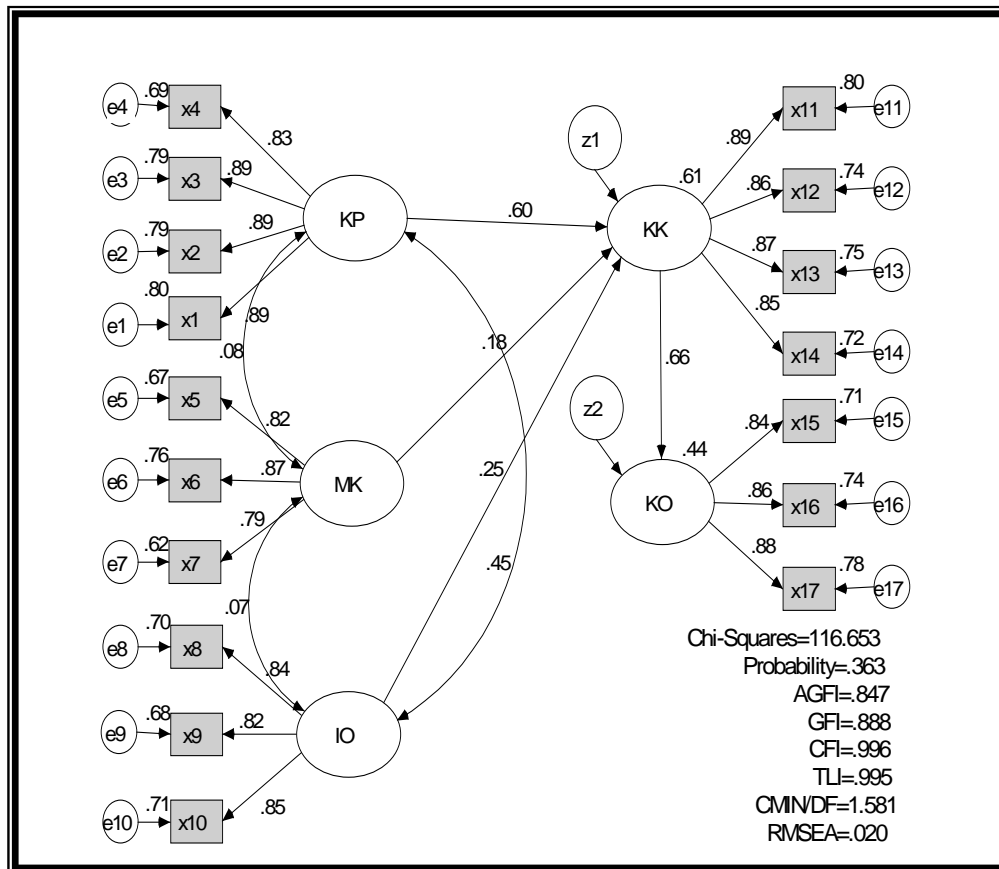 e4 .69 x4
.83
e3 .79 x3
.89
e2 .79 x2
.89
e1 .80 x1
.89
.08
e5 .67 x5
.82
e6 .76 x6
.87
e7 .62 x7
.79
.07
e8 .70 x8
.84
e9 .68 x9
.82
e10 .71 x10
.85
KP
MK
IO
.60
.18
.25
.45
z1
.61
KK
.66
z2
.44
KO
.89
x11 .80 e11
.86
x12 .74 e12
.87
x13 .75 e13
.85
x14 .72 e14
.84
x15 .71 e15
.86
x16 .74 e16
.88
x17 .78 e17
Chi-Squares=116.653
Probability=.363
AGFI=.847
GFI=.888
CFI=.996
TLI=.995
CMIN/DF=1.581
RMSEA=.020